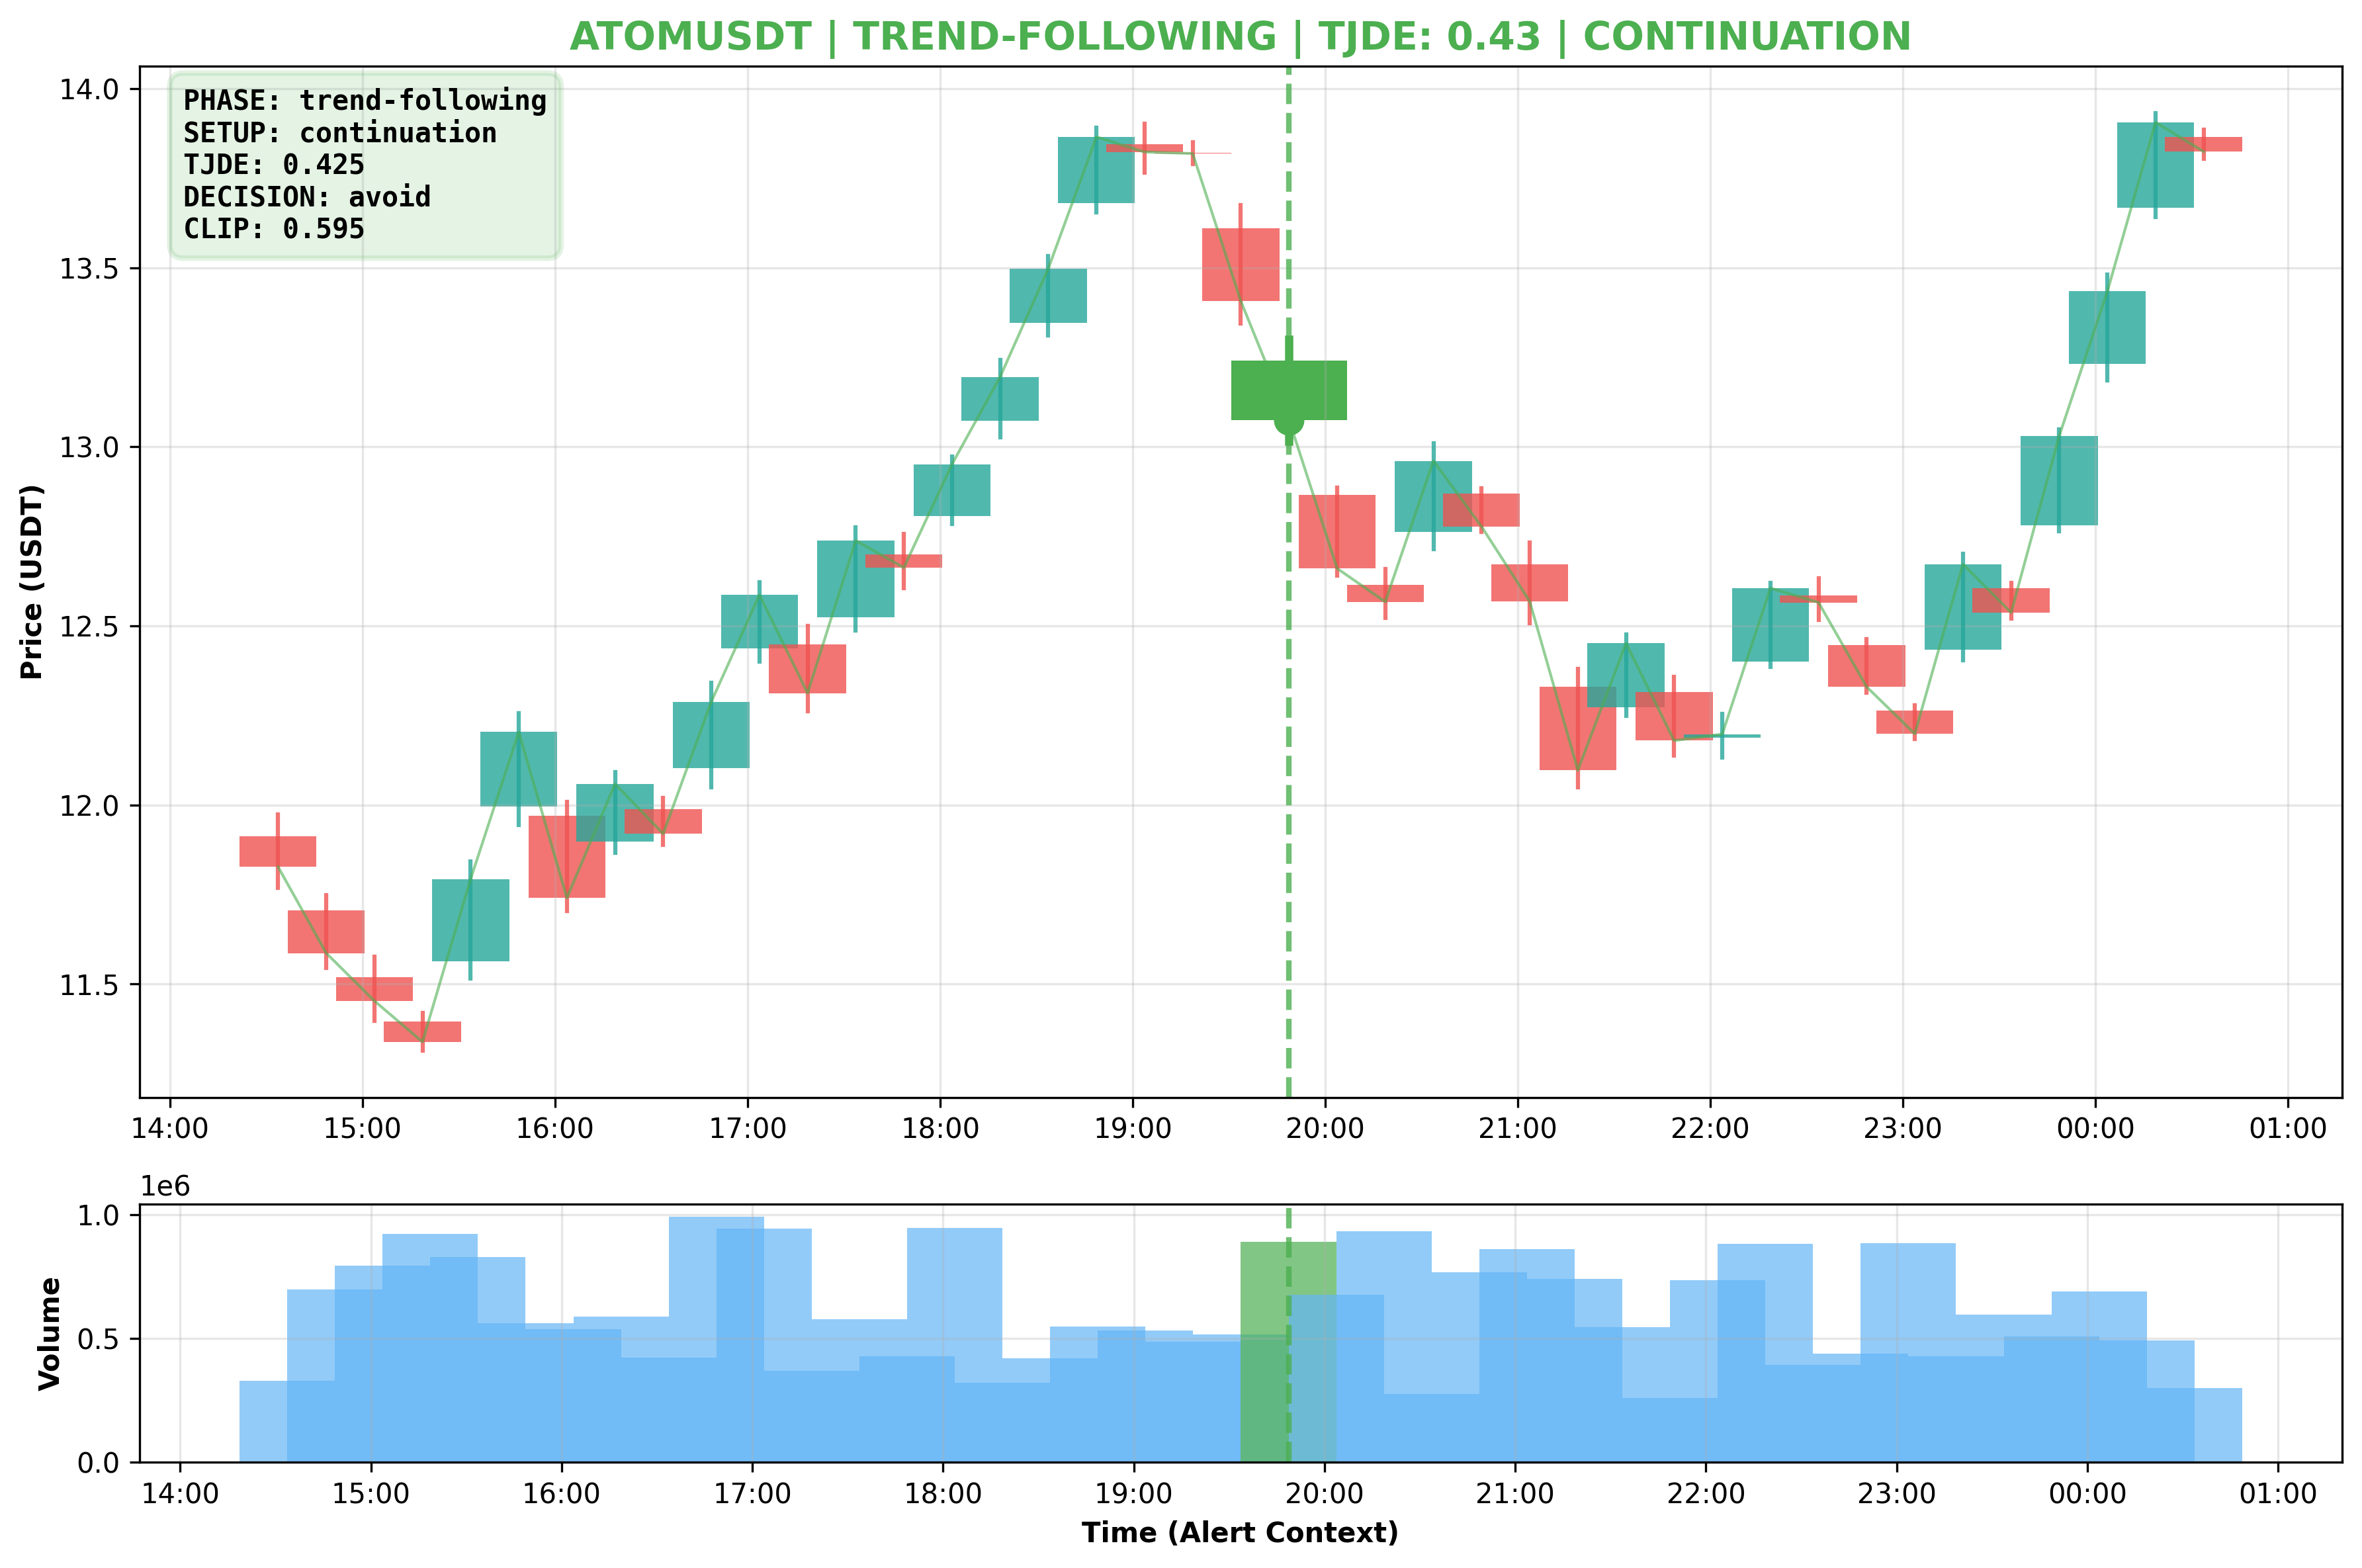 ATOMUSDT | TREND-FOLLOWING | TJDE: 0.43 | CONTINUATION
PHASE: trend-following
SETUP: continuation
TJDE: 0.425
DECISION: avoid
CLIP: 0.595
Price (USDT)
14.0
13.5
13.0
12.5
12.0
11.5
14:00 15:00 16:00 17:00 18:00 19:00 20:00 21:00 22:00 23:00 00:00 01:00
1e6
Volume
1.0
0.5
0.0
14:00 15:00 16:00 17:00 18:00 19:00 20:00 21:00 22:00 23:00 00:00 01:00
Time (Alert Context)